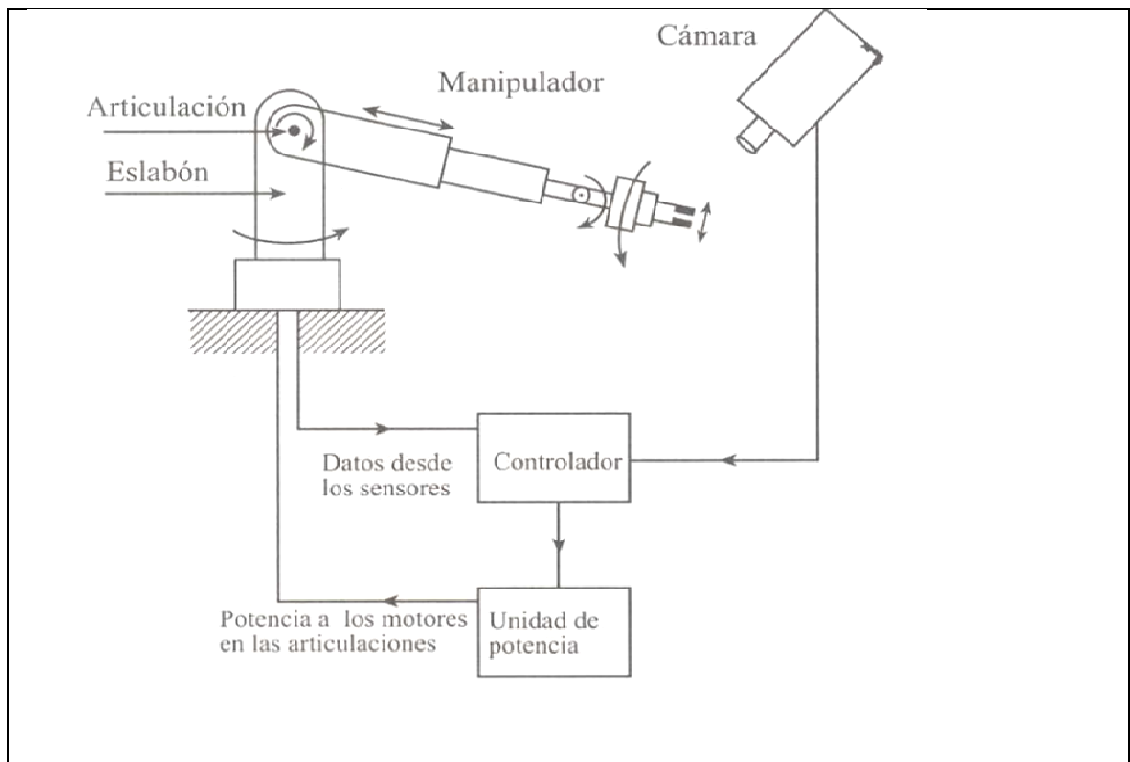 Cámara
Manipulador
Articulación
Eslabón
Datos desde
los sensores
Controlador
Potencia a los motores
en las articulaciones
Unidad de
potencia